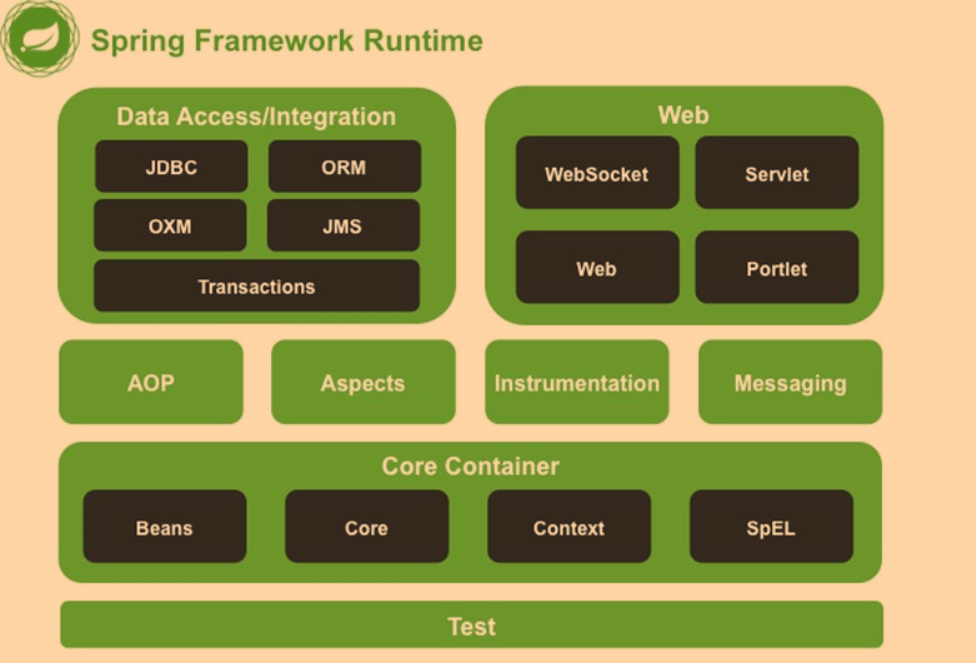 Spring Framework Runtime
Data Access/Integration
JDBC
ORM
OXM
JMS
Transactions
Web
WebSocket
Servlet
Web
Portlet
AOP
Aspects
Instrumentation
Messaging
Core Container
Beans
Core
Context
SpEL
Test